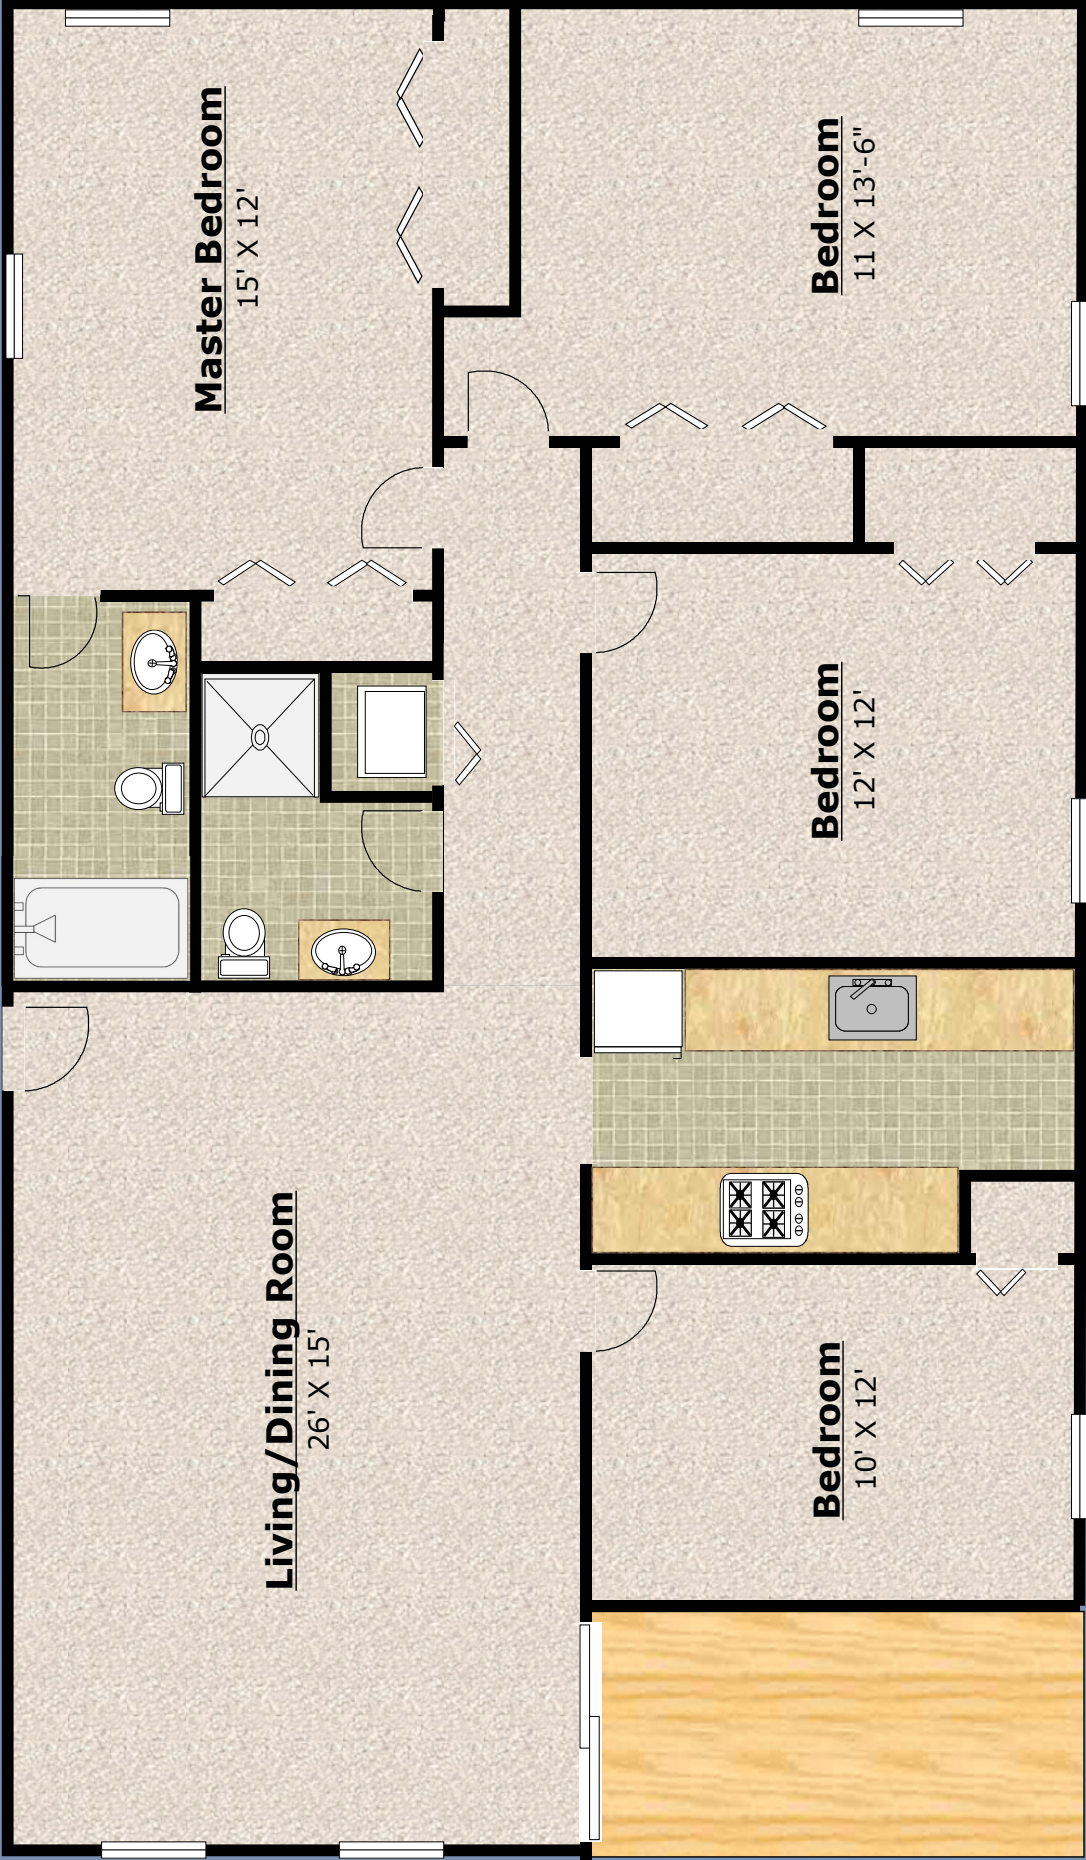 Master Bedroom
15' X 12'
Bedroom
11 X 13'-6"
Bedroom
12' X 12'
Living/Dining Room
26' X 15'
Bedroom
10' X 12'